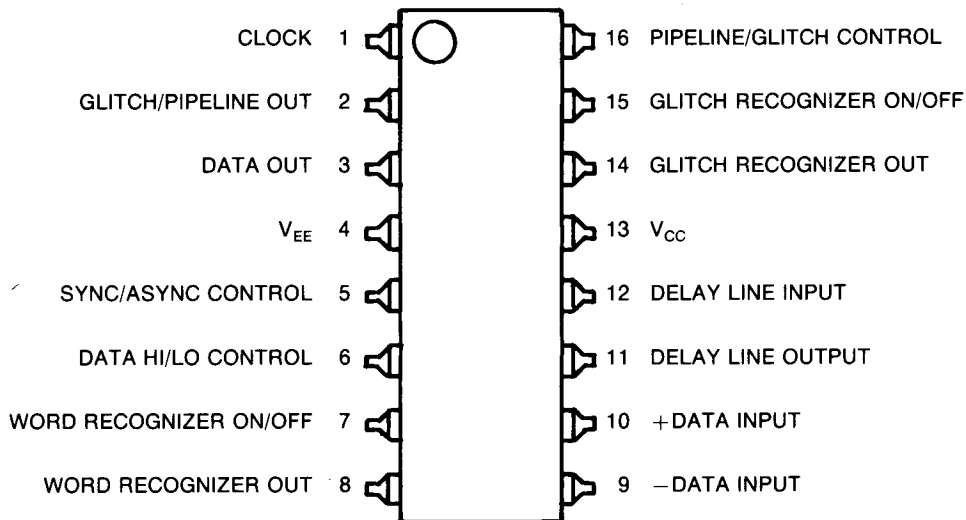 CLOCK 1
16 PIPELINE/GLITCH CONTROL
GLITCH/PIPELINE OUT 2
15 GLITCH RECOGNIZER ON/OFF
DATA OUT 3
14 GLITCH RECOGNIZER OUT
VEE 4
13 VCC
SYNC/ASYNC CONTROL 5
12 DELAY LINE INPUT
DATA HI/LO CONTROL 6
11 DELAY LINE OUTPUT
WORD RECOGNIZER ON/OFF 7
10 +DATA INPUT
WORD RECOGNIZER OUT 8
9 −DATA INPUT